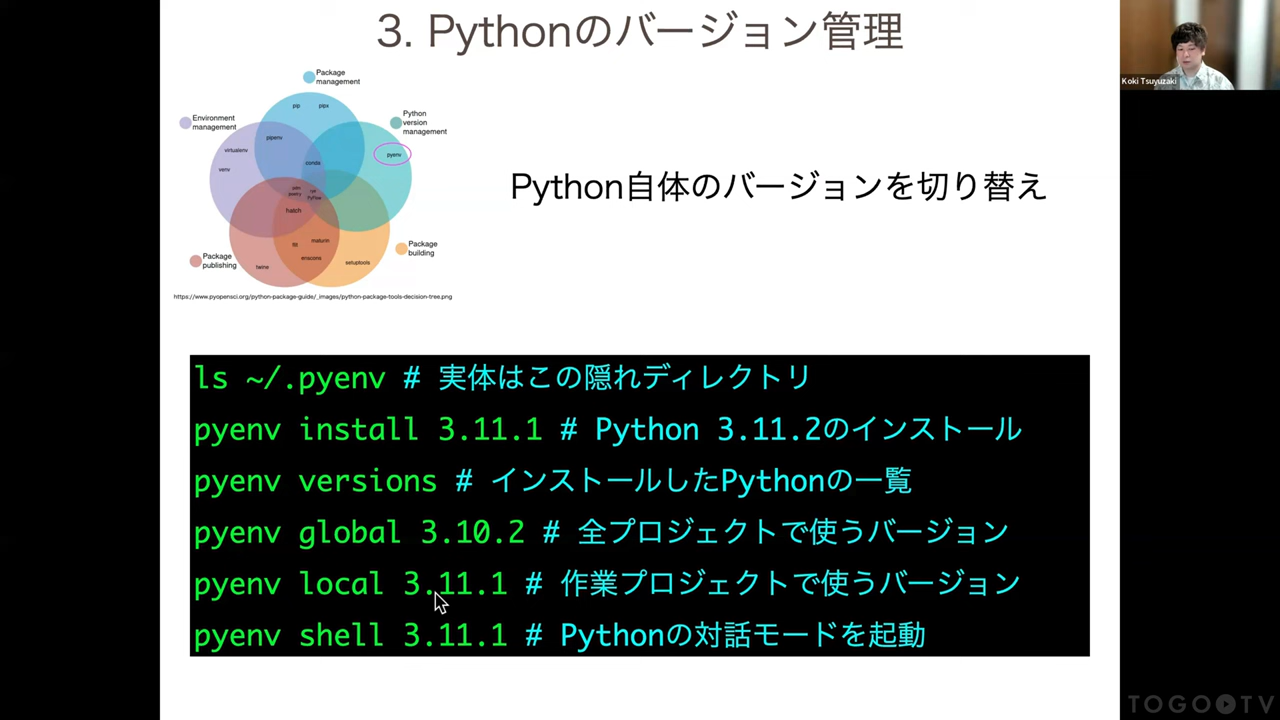 3. Pythonのバージョン管理
Package
management
Environment
management
Python
version
management
pip
pipx
pipenv
virtualenv
venv
conda
pyenv
pdm
poetry
rye
PyFlow
hatch
flit
maturin
enscons
twine
setuptools
Package
publishing
Package
building
https://www.pyopensci.org/python-package-guide/_images/python-package-tools-decision-tree.png
Python自体のバージョンを切り替え
ls ~/.pyenv # 実体はこの隠れディレクトリ
pyenv install 3.11.1 # Python 3.11.2のインストール
pyenv versions # インストールしたPythonの一覧
pyenv global 3.10.2 # 全プロジェクトで使うバージョン
pyenv local 3.11.1 # 作業プロジェクトで使うバージョン
pyenv shell 3.11.1 # Pythonの対話モードを起動
Koki Tsuyuzaki
TOGO TV